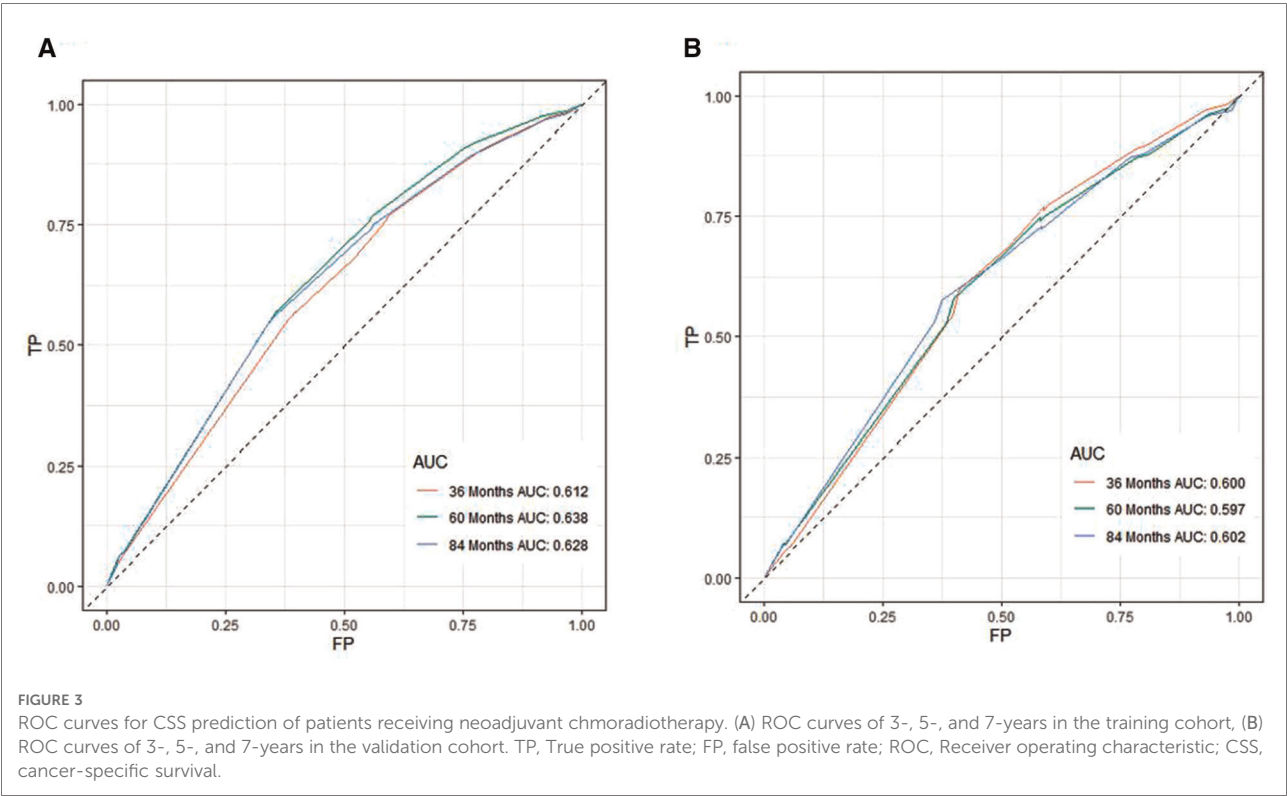 A
1.00
0.75
0.50
0.25
0.00
TP
AUC
36 Months AUC: 0.612
60 Months AUC: 0.638
84 Months AUC: 0.628
0.00 0.25 0.50 0.75 1.00
FP
B
1.00
0.75
0.50
0.25
0.00
TP
AUC
36 Months AUC: 0.600
60 Months AUC: 0.597
84 Months AUC: 0.602
0.00 0.25 0.50 0.75 1.00
FP
FIGURE 3
ROC curves for CSS prediction of patients receiving neoadjuvant chmoradiotherapy. (A) ROC curves of 3-, 5-, and 7-years in the training cohort, (B)
ROC curves of 3-, 5-, and 7-years in the validation cohort. TP, True positive rate; FP, false positive rate; ROC, Receiver operating characteristic; CSS,
cancer-specific survival.